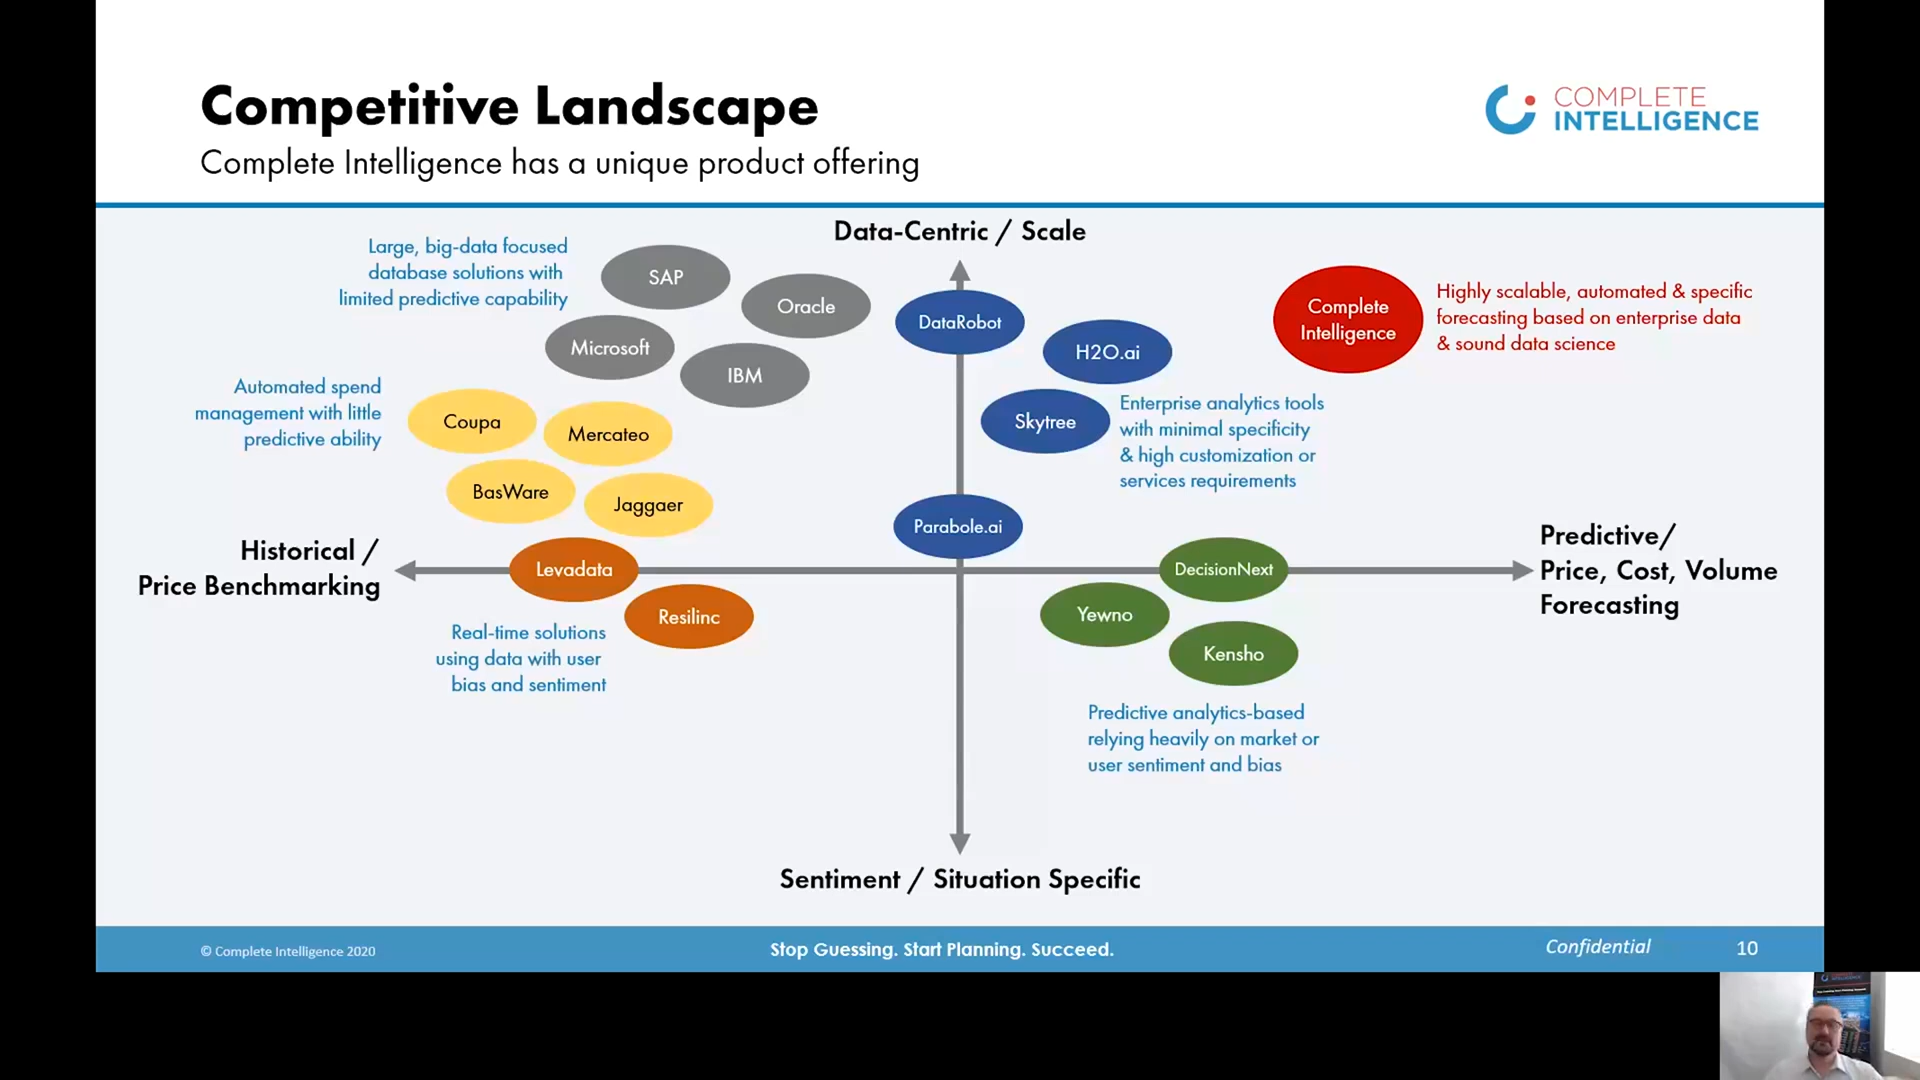 Competitive Landscape
Complete Intelligence has a unique product offering
COMPLETE
INTELLIGENCE
Data-Centric / Scale
Large, big-data focused
database solutions with
limited predictive capability
SAP
Oracle
Microsoft
IBM
DataRobot
H2O.ai
Skytree
Enterprise analytics tools
with minimal specificity
& high customization or
services requirements
Complete
Intelligence
Highly scalable, automated & specific
forecasting based on enterprise data
& sound data science
Automated spend
management with little
predictive ability
Coupa
Mercateo
BasWare
Jaggaer
Parabole.ai
Historical /
Price Benchmarking
Levadata
Resilinc
Real-time solutions
using data with user
bias and sentiment
DecisionNext
Yewno
Kensho
Predictive analytics-based
relying heavily on market or
user sentiment and bias
Predictive/
Price, Cost, Volume
Forecasting
Sentiment / Situation Specific
© Complete Intelligence 2020
Stop Guessing. Start Planning. Succeed.
Confidential
10